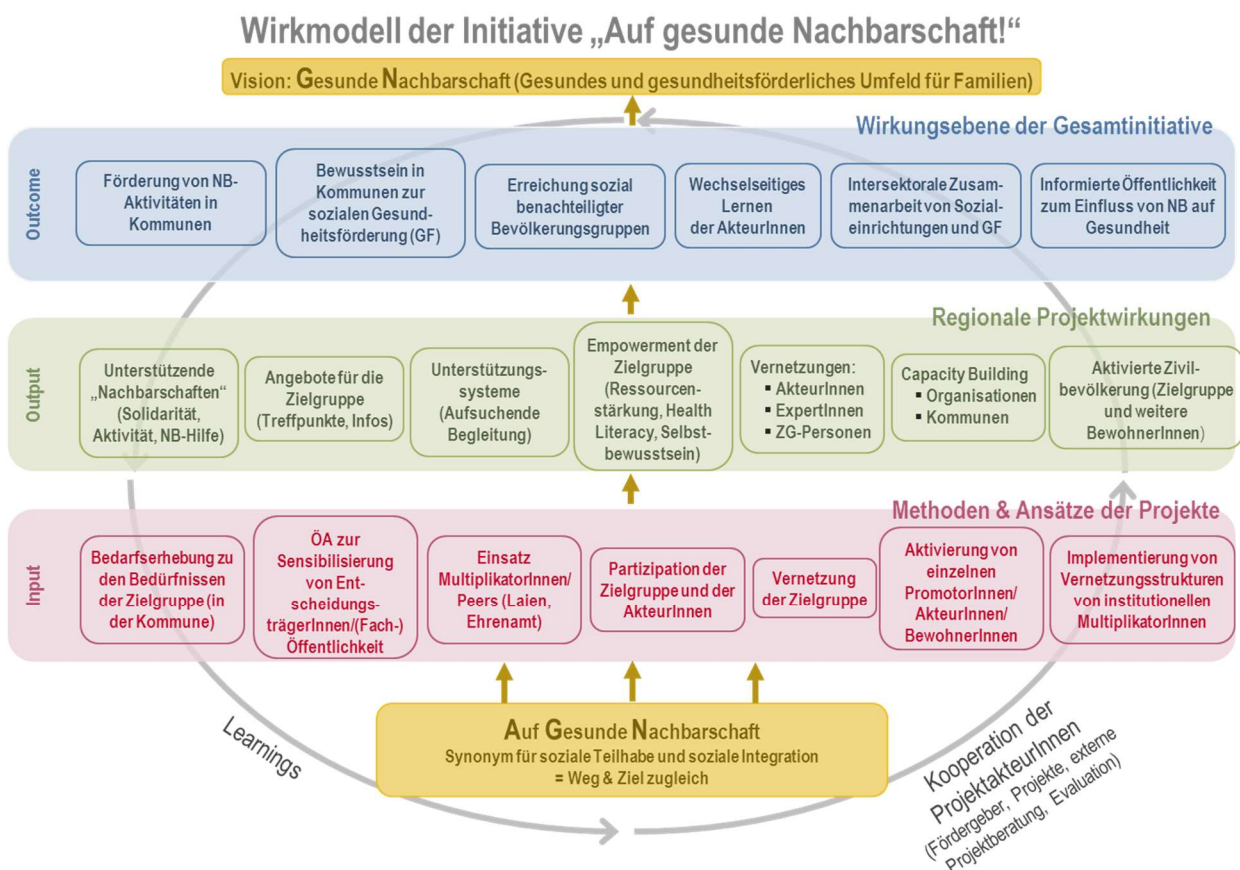 Wirkmodell der Initiative „Auf gesunde Nachbarschaft!“
Vision: Gesunde Nachbarschaft (Gesundes und gesundheitsförderliches Umfeld für Familien)
Wirkungsebene der Gesamtinitiative
Outcome
Förderung von NB-
Aktivitäten in
Kommunen
Bewusstsein in
Kommunen zur
sozialen Gesund-
heitsförderung (GF)
Erreichung sozial
benachteiligter
Bevölkerungsgruppen
Wechselseitiges
Lernen
der AkteurInnen
Intersektorale Zusam-
menarbeit von Sozial-
einrichtungen und GF
Informierte Öffentlichkeit
zum Einfluss von NB auf
Gesundheit
Regionale Projektwirkungen
Output
Unterstützende
„Nachbarschaften“
(Solidarität,
Aktivität, NB-Hilfe)
Angebote für die
Zielgruppe
(Treffpunkte, Infos)
Unterstützungs-
systeme
(Aufsuchende
Begleitung)
Empowerment der
Zielgruppe
(Ressourcen-
stärkung, Health
Literacy, Selbst-
bewusstsein)
Vernetzungen:
▪ AkteurInnen
▪ ExpertInnen
▪ ZG-Personen
Capacity Building
▪ Organisationen
▪ Kommunen
Aktivierte Zivil-
bevölkerung (Zielgruppe
und weitere
BewohnerInnen)
Methoden & Ansätze der Projekte
Input
Bedarfserhebung zu
den Bedürfnissen
der Zielgruppe (in
der Kommune)
ÖA zur
Sensibilisierung
von Ent-
scheidungs-
trägerInnen/(Fach-)
Öffentlichkeit
Einsatz
MultiplikatorInnen/
Peers (Laien,
Ehrenamt)
Partizipation der
Zielgruppe und der
AkteurInnen
Vernetzung
der Zielgruppe
Aktivierung von
einzelnen
PromotorInnen/
AkteurInnen/
BewohnerInnen
Implementierung von
Vernetzungsstrukturen
von institutionellen
MultiplikatorInnen
Auf Gesunde Nachbarschaft
Synonym für soziale Teilhabe und soziale Integration
= Weg & Ziel zugleich
Learnings
Kooperation der
ProjektakteurInnen
(Fördergeber, Projekte, externe
Projektberatung, Evaluation)